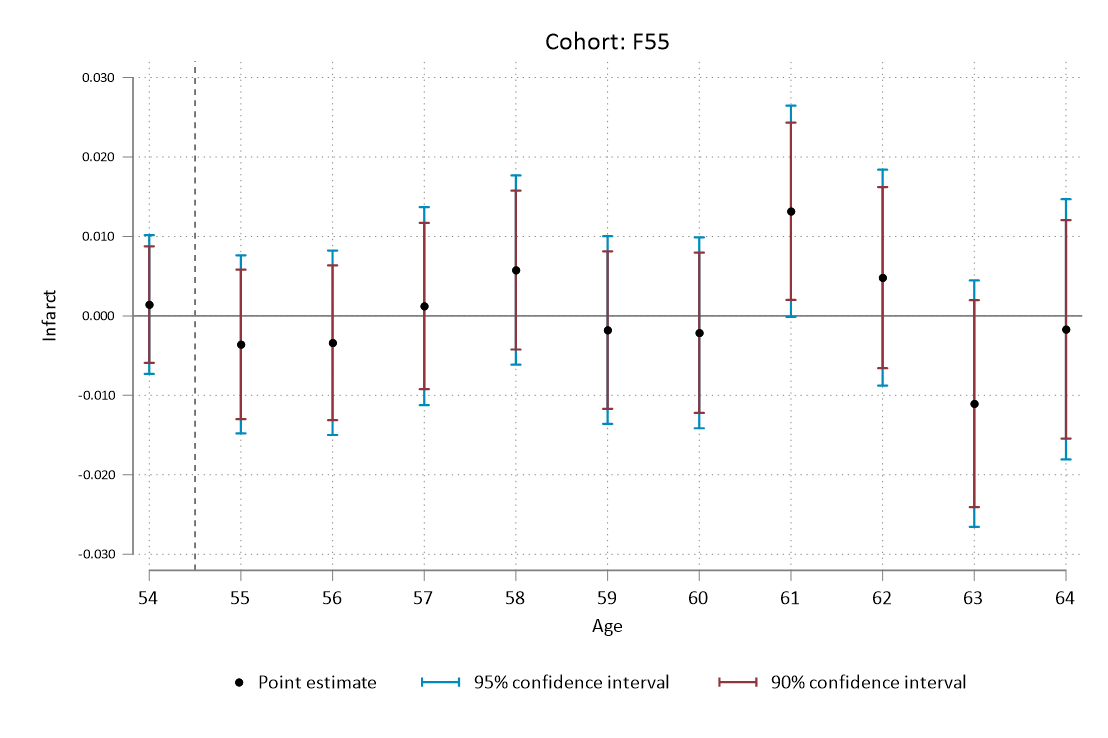 Cohort: F55
Infarct
0.030
0.020
0.010
0.000
-0.010
-0.020
-0.030
54 55 56 57 58 59 60 61 62 63 64
Age
Point estimate 95% confidence interval 90% confidence interval